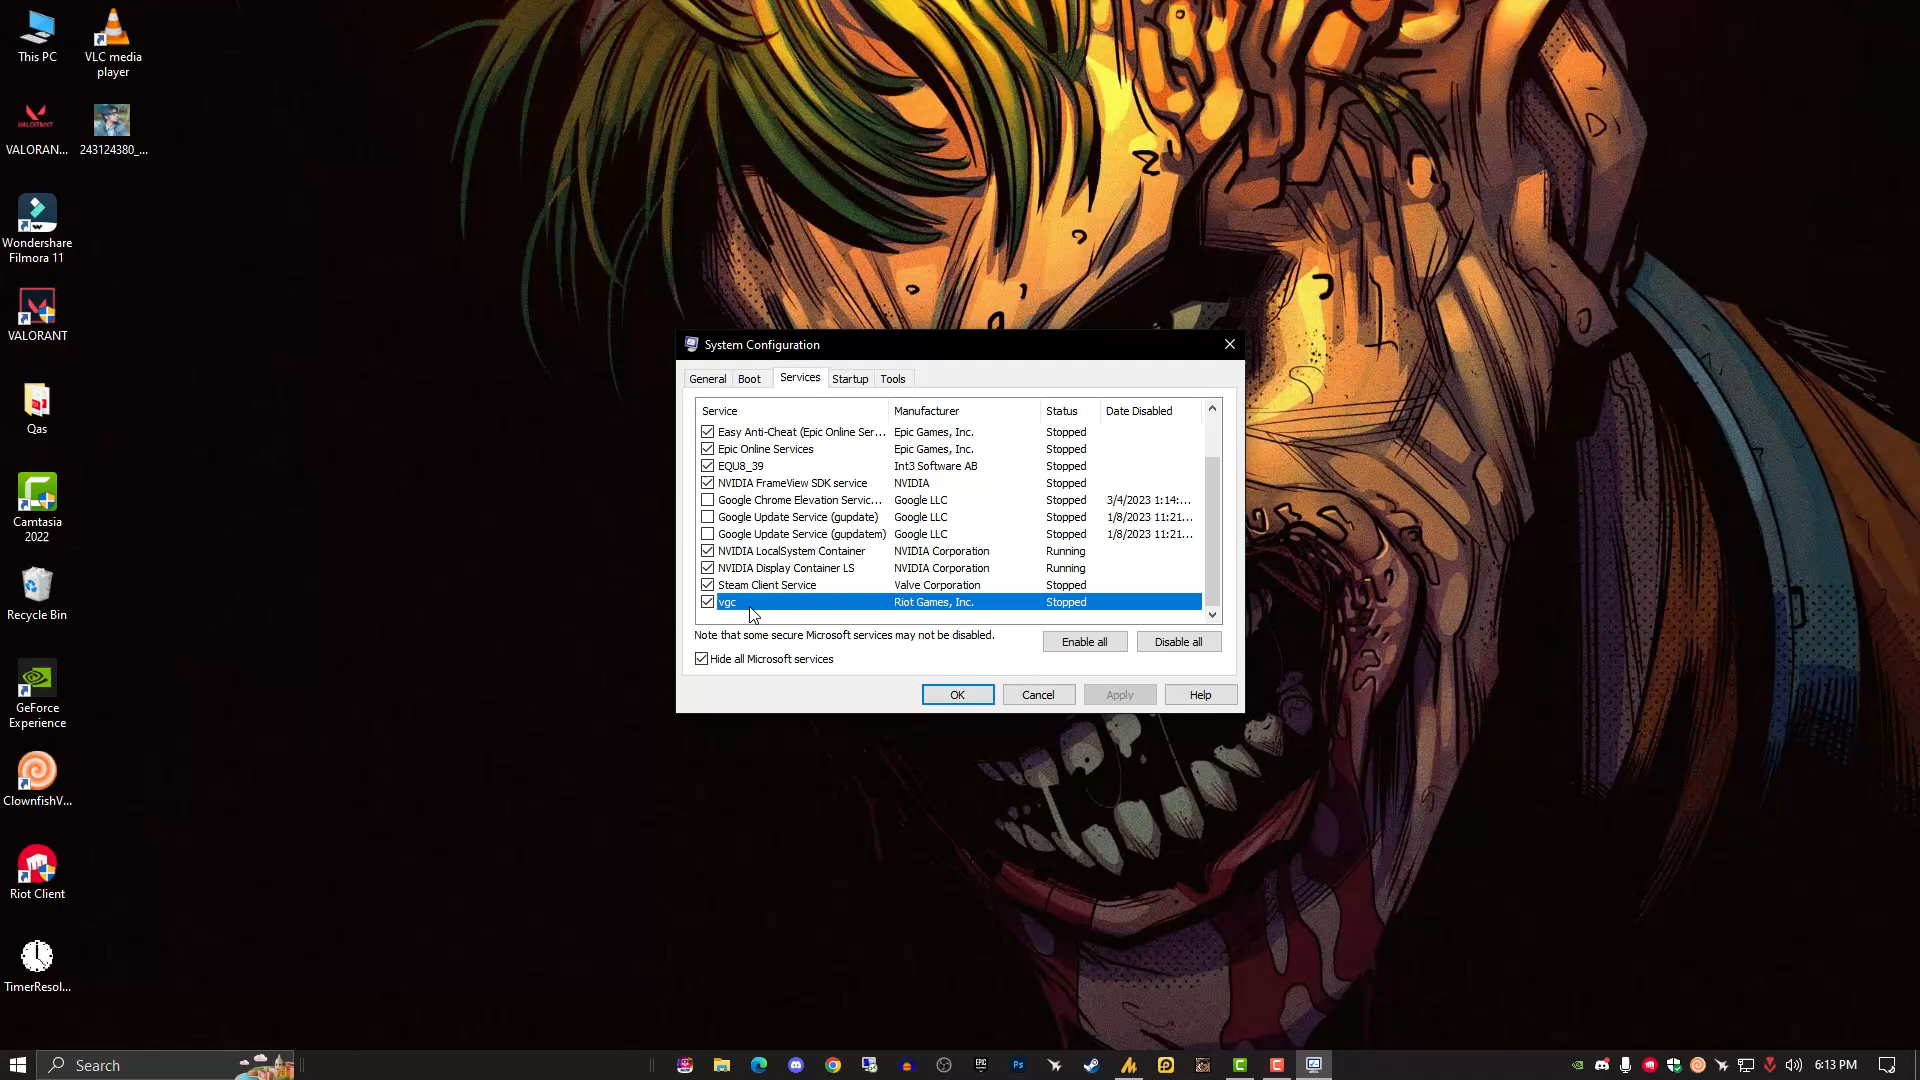 This PC
VLC media
player
VALORANT
VALORAN...
243124380_...
Wondershare
Filmora 11
VALORANT
Qas
Camtasia
2022
Recycle Bin
GeForce
Experience
ClownfishV...
Riot Client
TimerResol...
System Configuration
General Boot Services Startup Tools
Service Manufacturer Status Date Disabled
Easy Anti-Cheat (Epic Online Ser... Epic Games, Inc. Stopped
Epic Online Services Epic Games, Inc. Stopped
EQU8_39 Int3 Software AB Stopped
NVIDIA FrameView SDK service NVIDIA Stopped
Google Chrome Elevation Servic... Google LLC Stopped 3/4/2023 1:14:...
Google Update Service (gupdate) Google LLC Stopped 1/8/2023 11:21...
Google Update Service (gupdatem) Google LLC Stopped 1/8/2023 11:21...
NVIDIA LocalSystem Container NVIDIA Corporation Running
NVIDIA Display Container LS NVIDIA Corporation Running
Steam Client Service Valve Corporation Stopped
vgc Riot Games, Inc. Stopped
Note that some secure Microsoft services may not be disabled.
Enable all Disable all
Hide all Microsoft services
OK Cancel Apply Help
Search
EPIC
Ps
6:13 PM